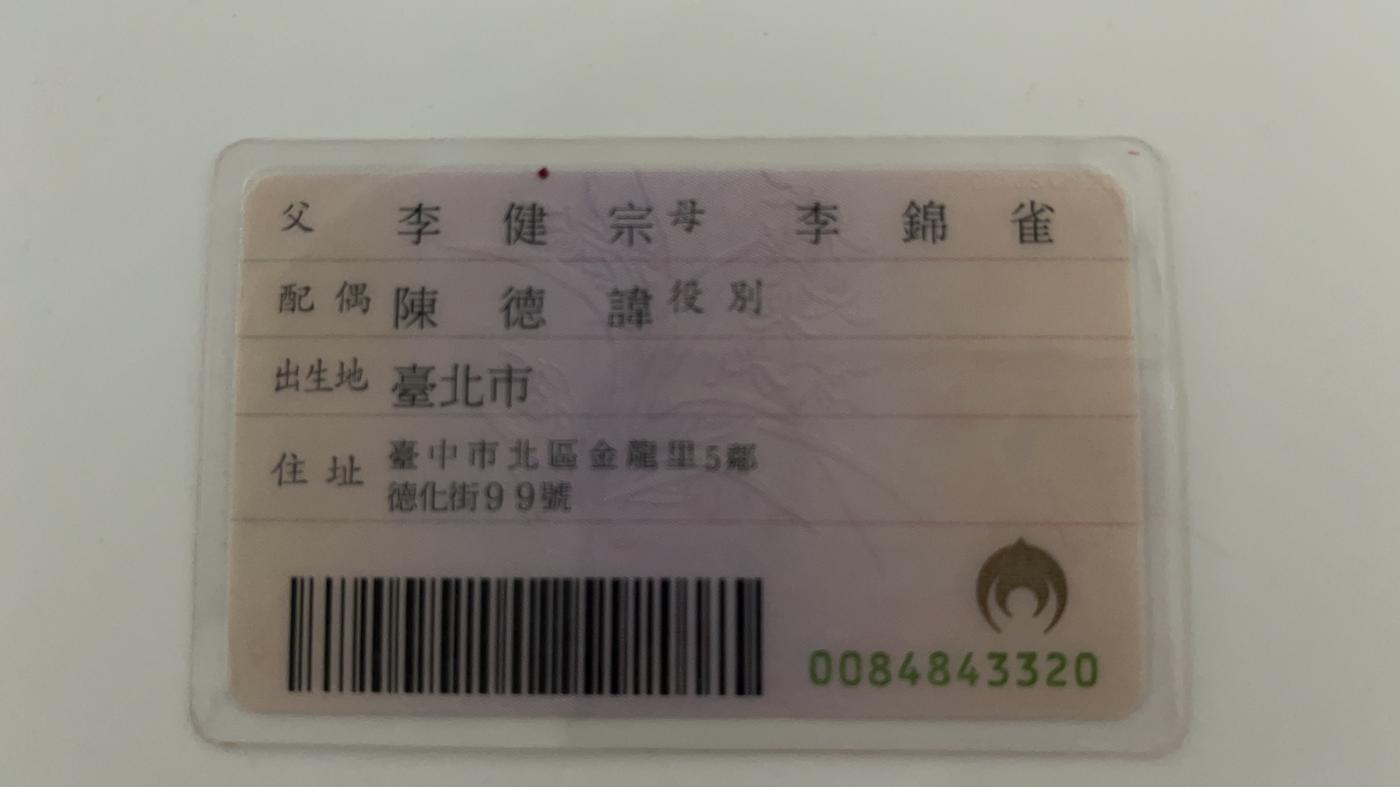 父 李健宗 母 李錦雀
配偶 陳德諱 役別
出生地 臺北市
住址 臺中市北區金龍里5鄰
德化街99號
0084843320